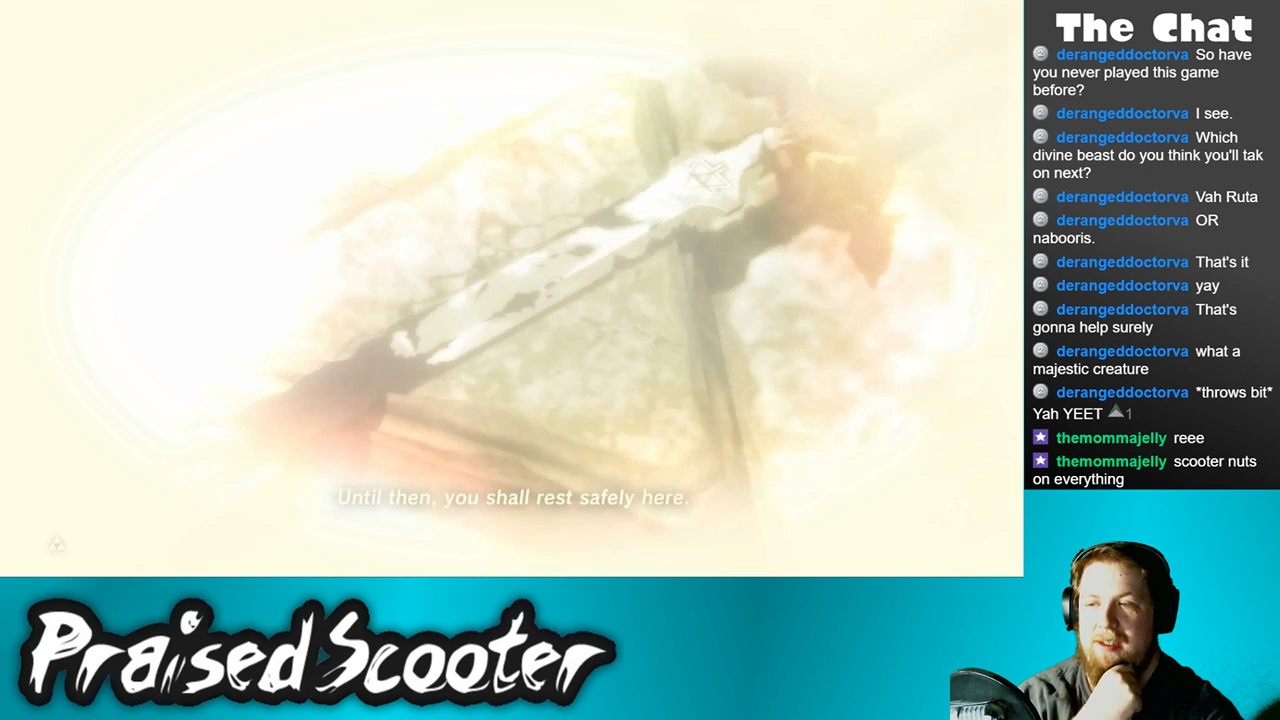 The Chat
derangeddoctorva So have
you never played this game
before?
derangeddoctorva I see.
derangeddoctorva Which
divine beast do you think you'll tak
on next?
derangeddoctorva Vah Ruta
derangeddoctorva OR
nabooris.
derangeddoctorva That's it
derangeddoctorva yay
derangeddoctorva That's
gonna help surely
derangeddoctorva what a
majestic creature
derangeddoctorva *throws bit*
Yah YEET 1
themommajelly reee
themommajelly scooter nuts
on everything
Until then, you shall rest safely here.
PraisedScooter